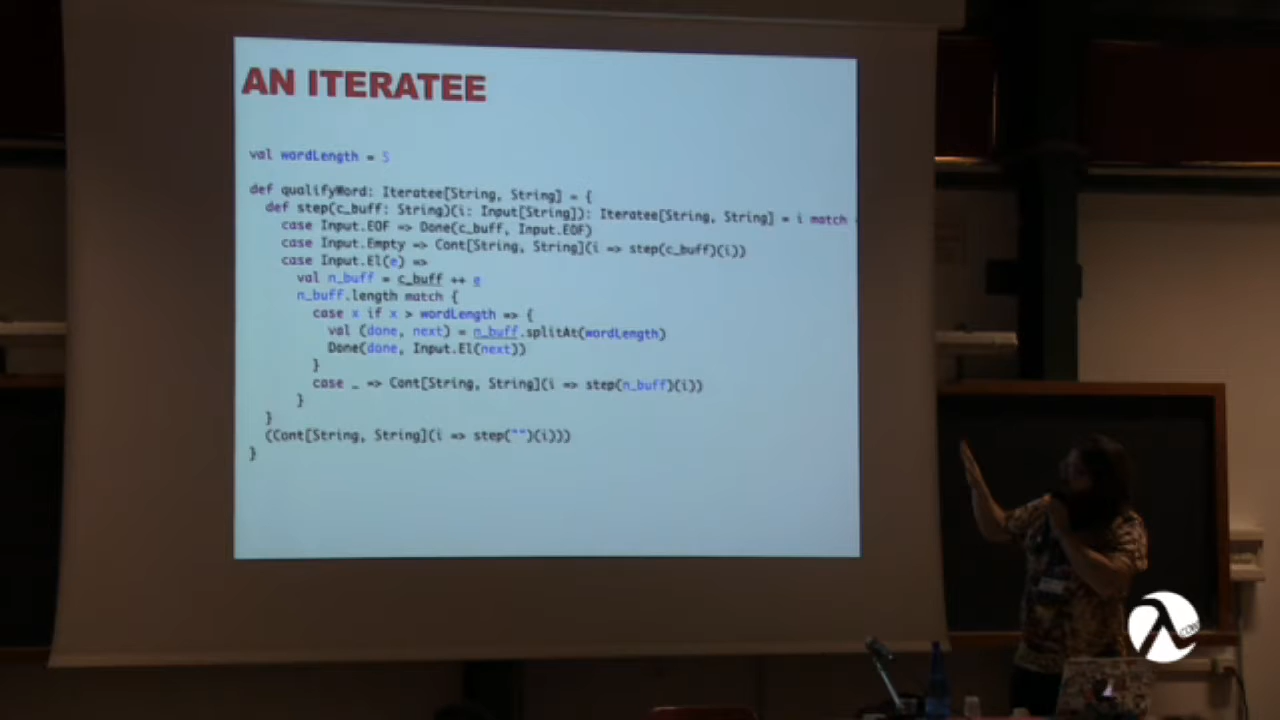 AN ITERATEE
val wordLength = 5
def qualifyWord: Iteratee[String, String] = {
def step(c_buff: String)(i: Input[String]): Iteratee[String, String] = i match {
case Input.EOF => Done(c_buff, Input.EOF)
case Input.Empty => Cont[String, String](i => step(c_buff)(i))
case Input.El(e) =>
val n_buff = c_buff ++ e
n_buff.length match {
case x if x > wordLength => {
val (done, next) = n_buff.splitAt(wordLength)
Done(done, Input.El(next))
}
case _ => Cont[String, String](i => step(n_buff)(i))
}
}
(Cont[String, String](i => step("")(i)))
}
λ
CON